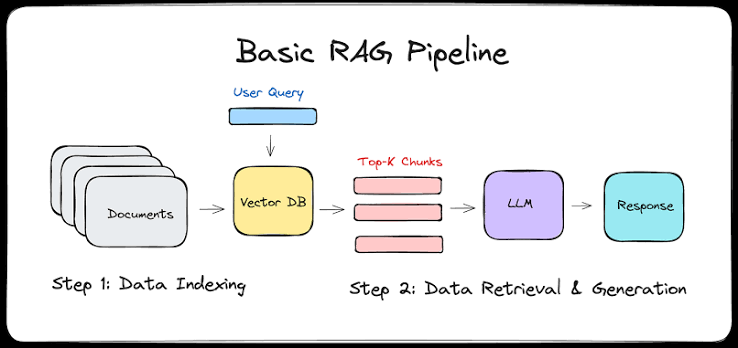 Basic RAG Pipeline
User Query
Top-K Chunks
Documents
Vector DB
LLM
Response
Step 1: Data Indexing
Step 2: Data Retrieval & Generation